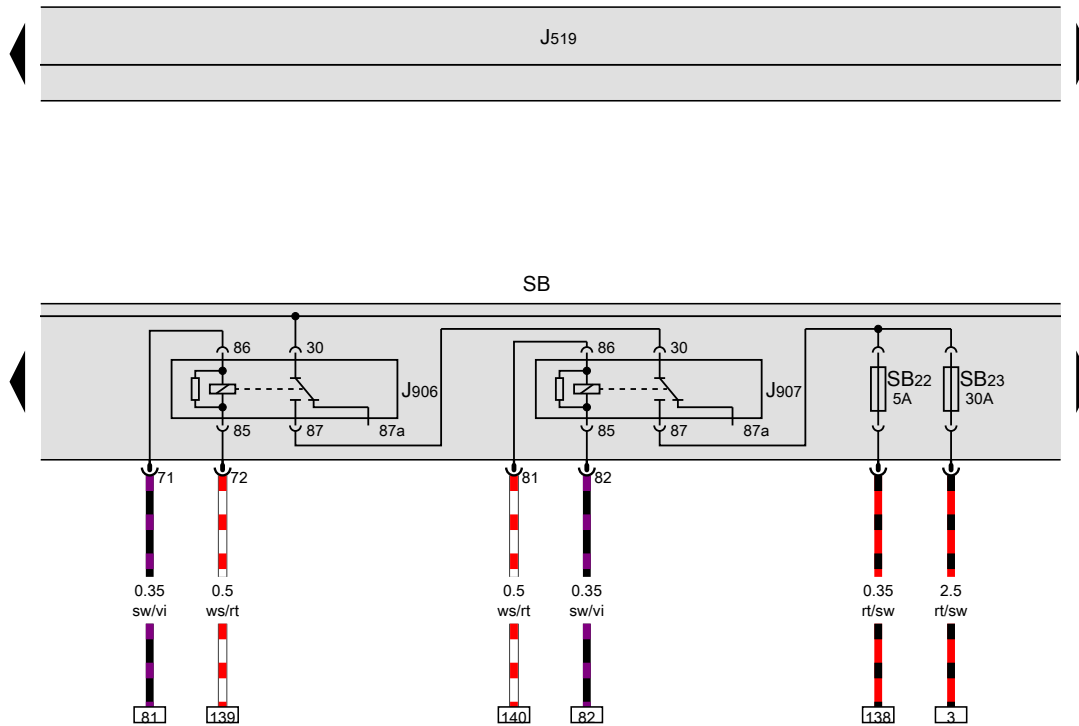 J519
SB
86 30 86 30
J906 J907 SB22 SB23
5A 30A
85 87 87a 85 87 87a
71 72 81 82
0.35 0.5 0.5 0.35 0.35 2.5
sw/vi ws/rt ws/rt sw/vi rt/sw rt/sw
81 139 140 82 138 3